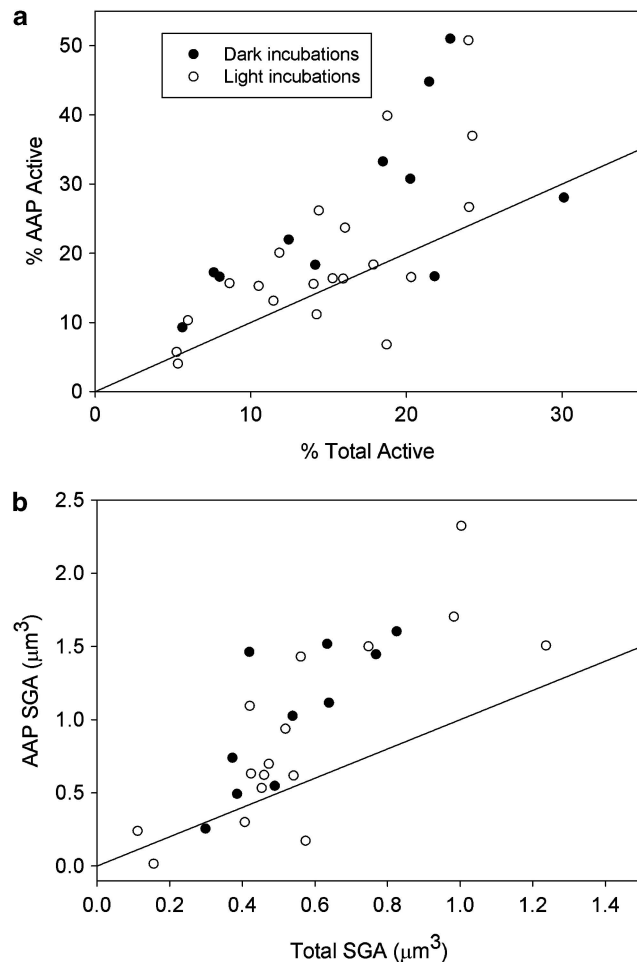 a
50
40
30
20
10
0
% AAP Active
Dark incubations
Light incubations
0 10 20 30
% Total Active
b
2.5
2.0
1.5
1.0
0.5
0.0
AAP SGA (μm³)
0.0 0.2 0.4 0.6 0.8 1.0 1.2 1.4
Total SGA (μm³)